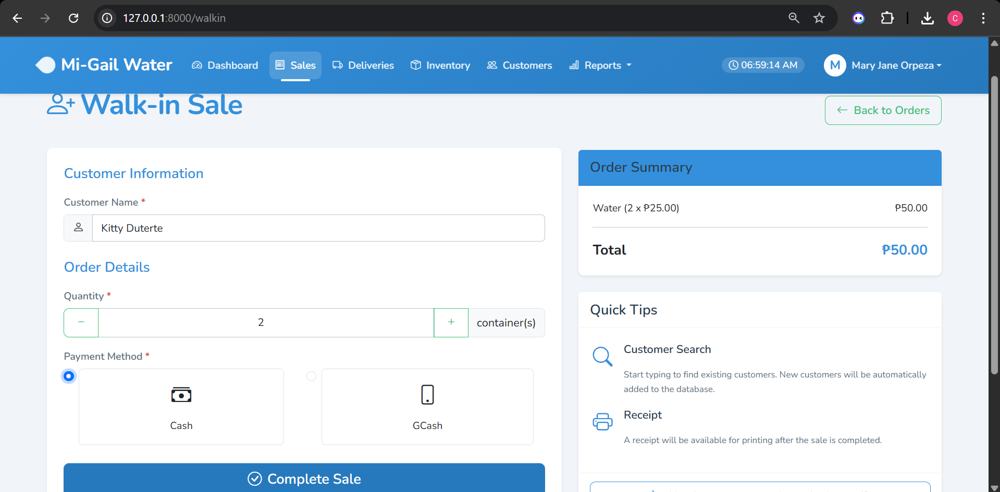 127.0.0.1:8000/walkin
C
Mi-Gail Water
Dashboard
Sales
Deliveries
Inventory
Customers
Reports
06:59:14 AM
M
Mary Jane Orpeza
Walk-in Sale
Back to Orders
Customer Information
Customer Name *
Kitty Duterte
Order Details
Quantity *
−
2
+
container(s)
Payment Method *
Cash
GCash
Complete Sale
Order Summary
Water (2 x ₱25.00)
₱50.00
Total
₱50.00
Quick Tips
Customer Search
Start typing to find existing customers. New customers will be automatically
added to the database.
Receipt
A receipt will be available for printing after the sale is completed.